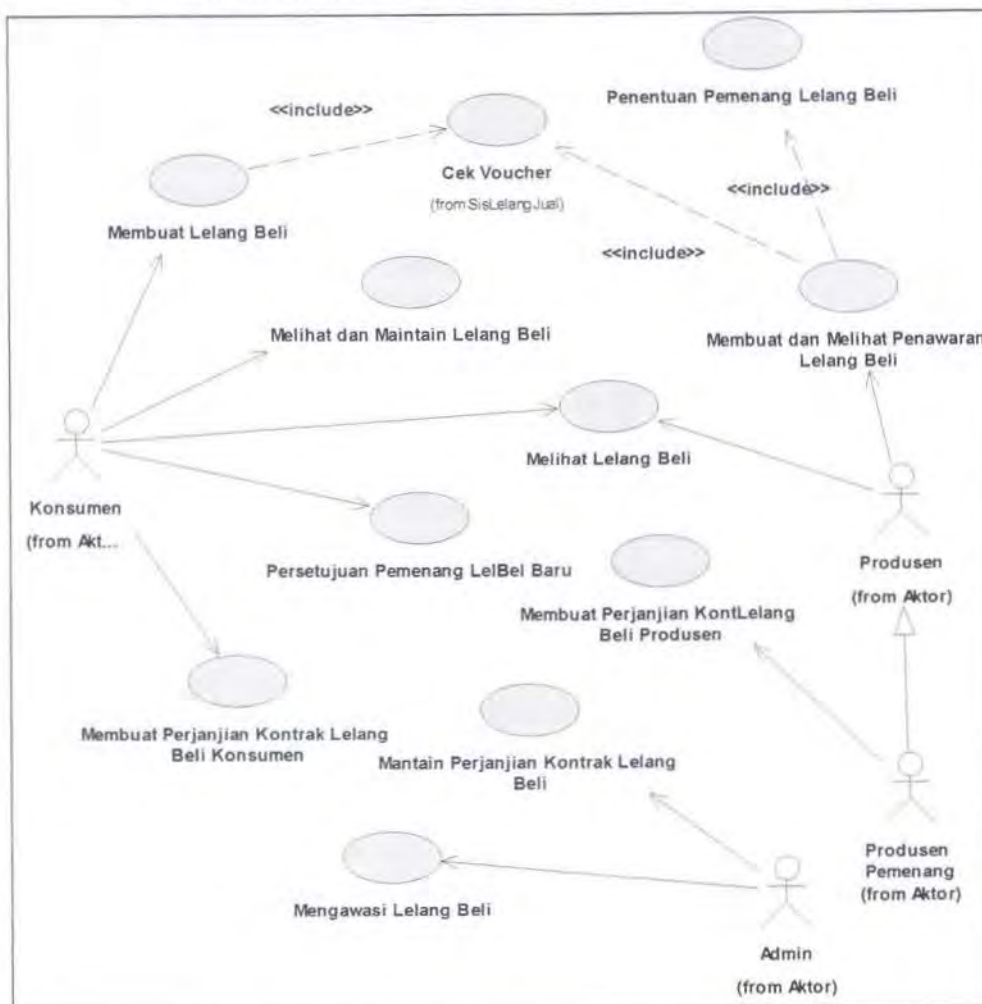 Penentuan Pemenang Lelang Beli
<<include>>
Cek Voucher
(from SisLelangJual)
<<include>>
Membuat Lelang Beli
<<include>>
Melihat dan Maintain Lelang Beli
Membuat dan Melihat Penawaran
Lelang Beli
Melihat Lelang Beli
Konsumen
(from Akt...
Persetujuan Pemenang LelBel Baru
Produsen
(from Aktor)
Membuat Perjanjian KontLelang
Beli Produsen
Membuat Perjanjian Kontrak Lelang
Beli Konsumen
Mantain Perjanjian Kontrak Lelang
Beli
Produsen
Pemenang
(from Aktor)
Mengawasi Lelang Beli
Admin
(from Aktor)